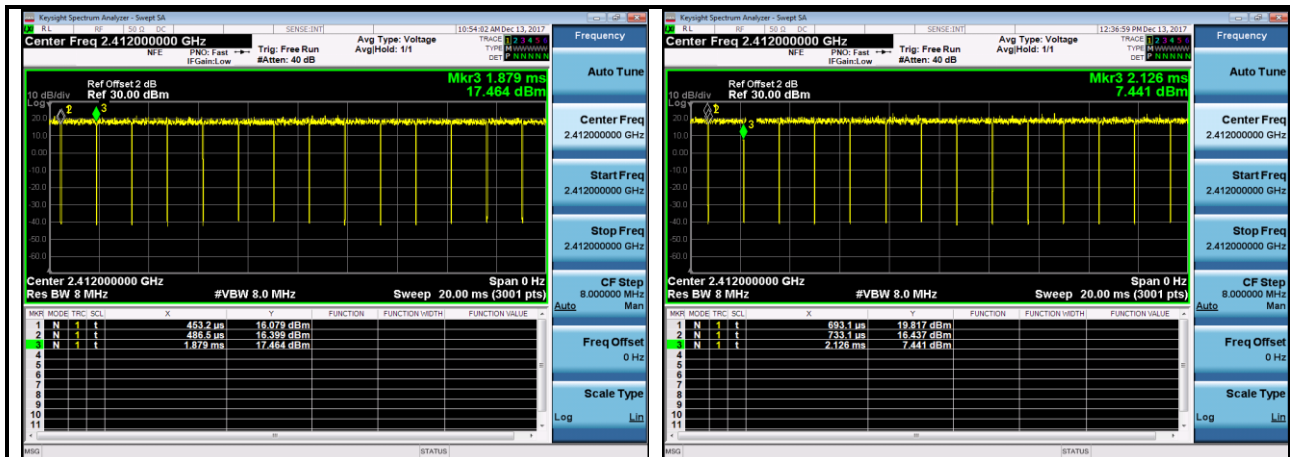 Keysight Spectrum Analyzer - Swept SA
RL RF 50 Ω DC SENSE:INT 10:54:02 AM Dec 13, 2017
Center Freq 2.412000000 GHz Avg Type: Voltage TRACE 1 2 3 4 5 6
NFE PNO: Fast Trig: Free Run Avg|Hold: 1/1 TYPE M WWWWW
IFGain:Low #Atten: 40 dB DET P N N N N N
Mkr3 1.879 ms
Ref Offset 2 dB
10 dB/div Ref 30.00 dBm 17.464 dBm
Log
20.0
10.0
0.00
-10.0
-20.0
-30.0
-40.0
-50.0
-60.0
2 3
Center 2.412000000 GHz Span 0 Hz
Res BW 8 MHz #VBW 8.0 MHz Sweep 20.00 ms (3001 pts)
MKR MODE TRC SCL X Y FUNCTION FUNCTION WIDTH FUNCTION VALUE
1 N 1 t 453.2 µs 16.079 dBm
2 N 1 t 486.5 µs 16.399 dBm
3 N 1 t 1.879 ms 17.464 dBm
4
5
6
7
8
9
10
11
MSG STATUS
Frequency
Auto Tune
Center Freq
2.412000000 GHz
Start Freq
2.412000000 GHz
Stop Freq
2.412000000 GHz
CF Step
8.000000 MHz
Auto Man
Freq Offset
0 Hz
Scale Type
Log Lin
Keysight Spectrum Analyzer - Swept SA
RL RF 50 Ω DC SENSE:INT 12:36:59 PM Dec 13, 2017
Center Freq 2.412000000 GHz Avg Type: Voltage TRACE 1 2 3 4 5 6
NFE PNO: Fast Trig: Free Run Avg|Hold: 1/1 TYPE M WWWWW
IFGain:Low #Atten: 40 dB DET P N N N N N
Mkr3 2.126 ms
Ref Offset 2 dB
10 dB/div Ref 30.00 dBm 7.441 dBm
Log
20.0
10.0
0.00
-10.0
-20.0
-30.0
-40.0
-50.0
-60.0
2 3
Center 2.412000000 GHz Span 0 Hz
Res BW 8 MHz #VBW 8.0 MHz Sweep 20.00 ms (3001 pts)
MKR MODE TRC SCL X Y FUNCTION FUNCTION WIDTH FUNCTION VALUE
1 N 1 t 693.1 µs 19.817 dBm
2 N 1 t 733.1 µs 16.437 dBm
3 N 1 t 2.126 ms 7.441 dBm
4
5
6
7
8
9
10
11
MSG STATUS
Frequency
Auto Tune
Center Freq
2.412000000 GHz
Start Freq
2.412000000 GHz
Stop Freq
2.412000000 GHz
CF Step
8.000000 MHz
Auto Man
Freq Offset
0 Hz
Scale Type
Log Lin